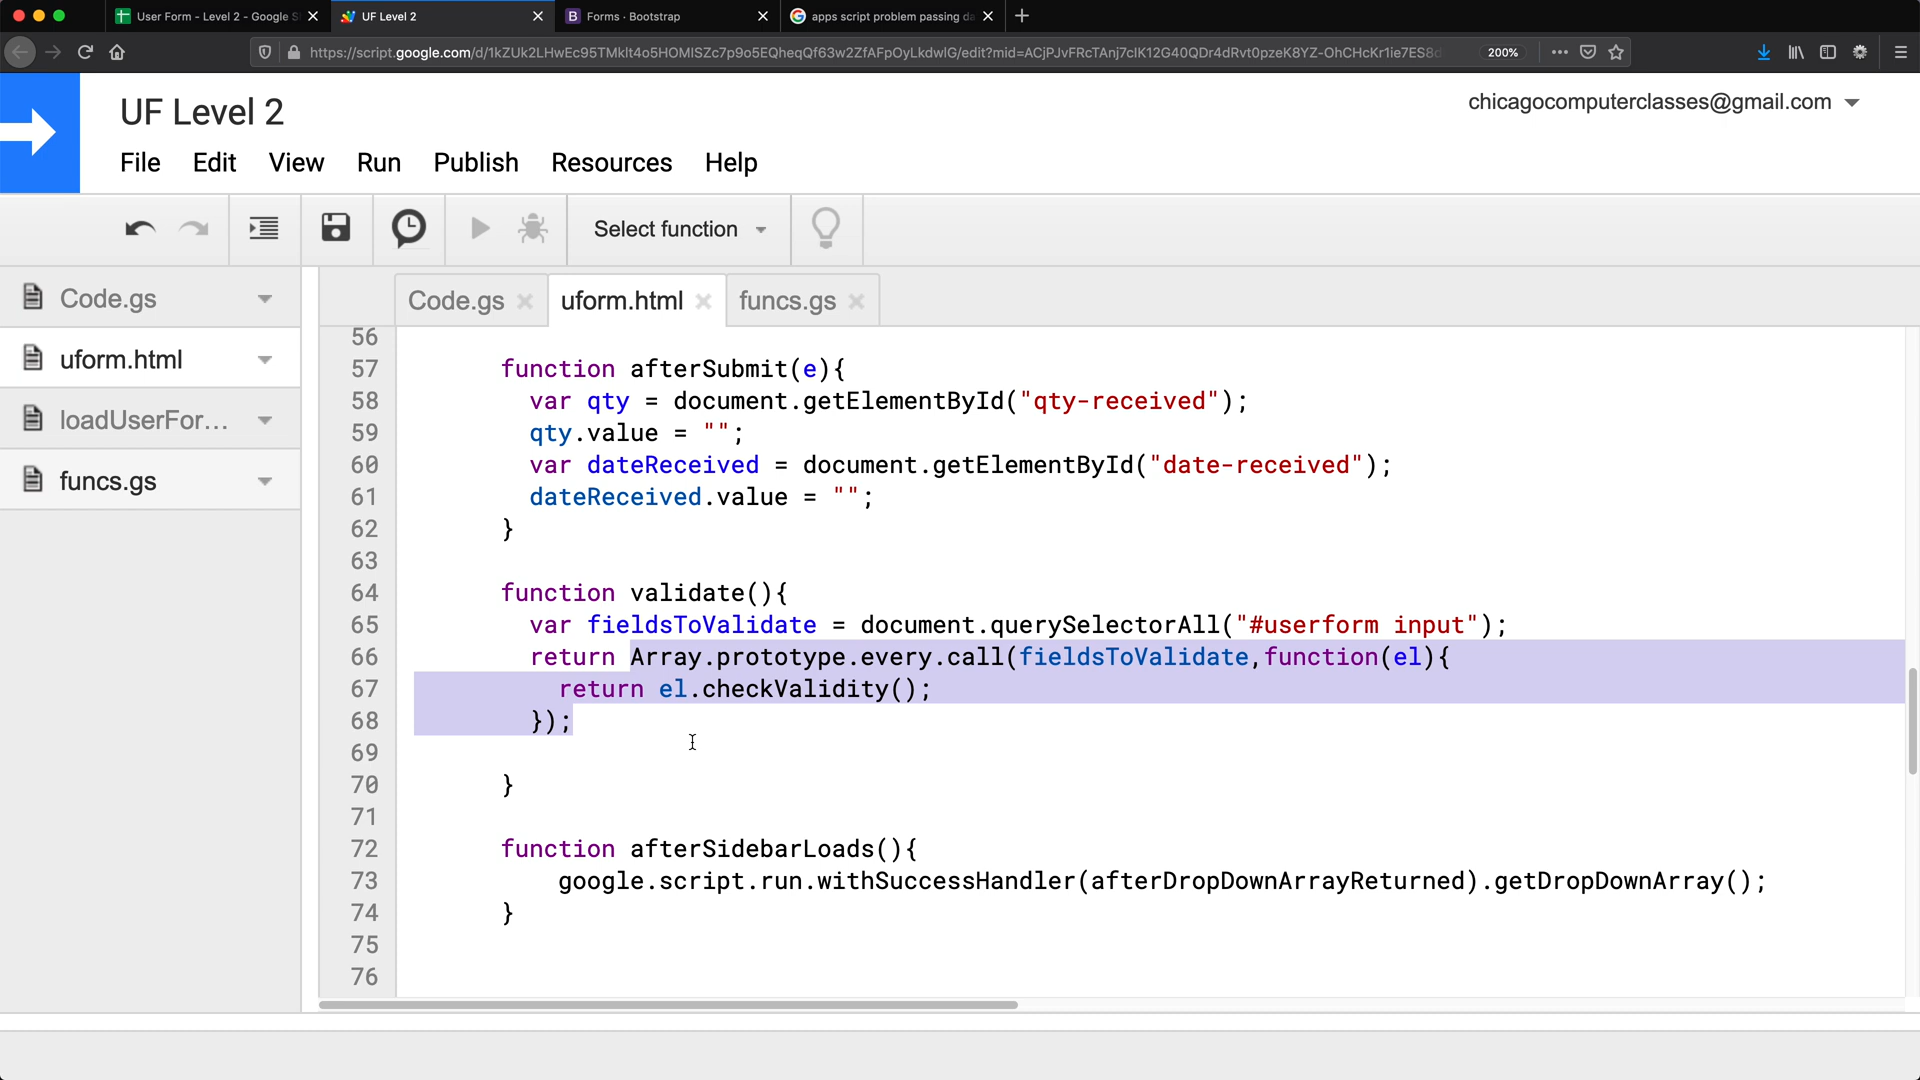 User Form - Level 2 - Google S
UF Level 2
Forms · Bootstrap
apps script problem passing da
https://script.google.com/d/1kZUk2LHwEc95TMklt4o5HOMISZc7p9o5EQheqQf63w2ZfAFpOyLkdwlG/edit?mid=ACjPJvFRcTAnj7clK12G40QDr4dRvt0pzeK8YZ-OhCHcKr1ie7ES8d
200%
UF Level 2
chicagocomputerclasses@gmail.com
File Edit View Run Publish Resources Help
Select function
Code.gs
uform.html
loadUserFor...
funcs.gs
Code.gs
uform.html
funcs.gs
56
57 function afterSubmit(e){
58 var qty = document.getElementById("qty-received");
59 qty.value = "";
60 var dateReceived = document.getElementById("date-received");
61 dateReceived.value = "";
62 }
63
64 function validate(){
65 var fieldsToValidate = document.querySelectorAll("#userform input");
66 return Array.prototype.every.call(fieldsToValidate,function(el){
67 return el.checkValidity();
68 });
69
70 }
71
72 function afterSidebarLoads(){
73 google.script.run.withSuccessHandler(afterDropDownArrayReturned).getDropDownArray();
74 }
75
76